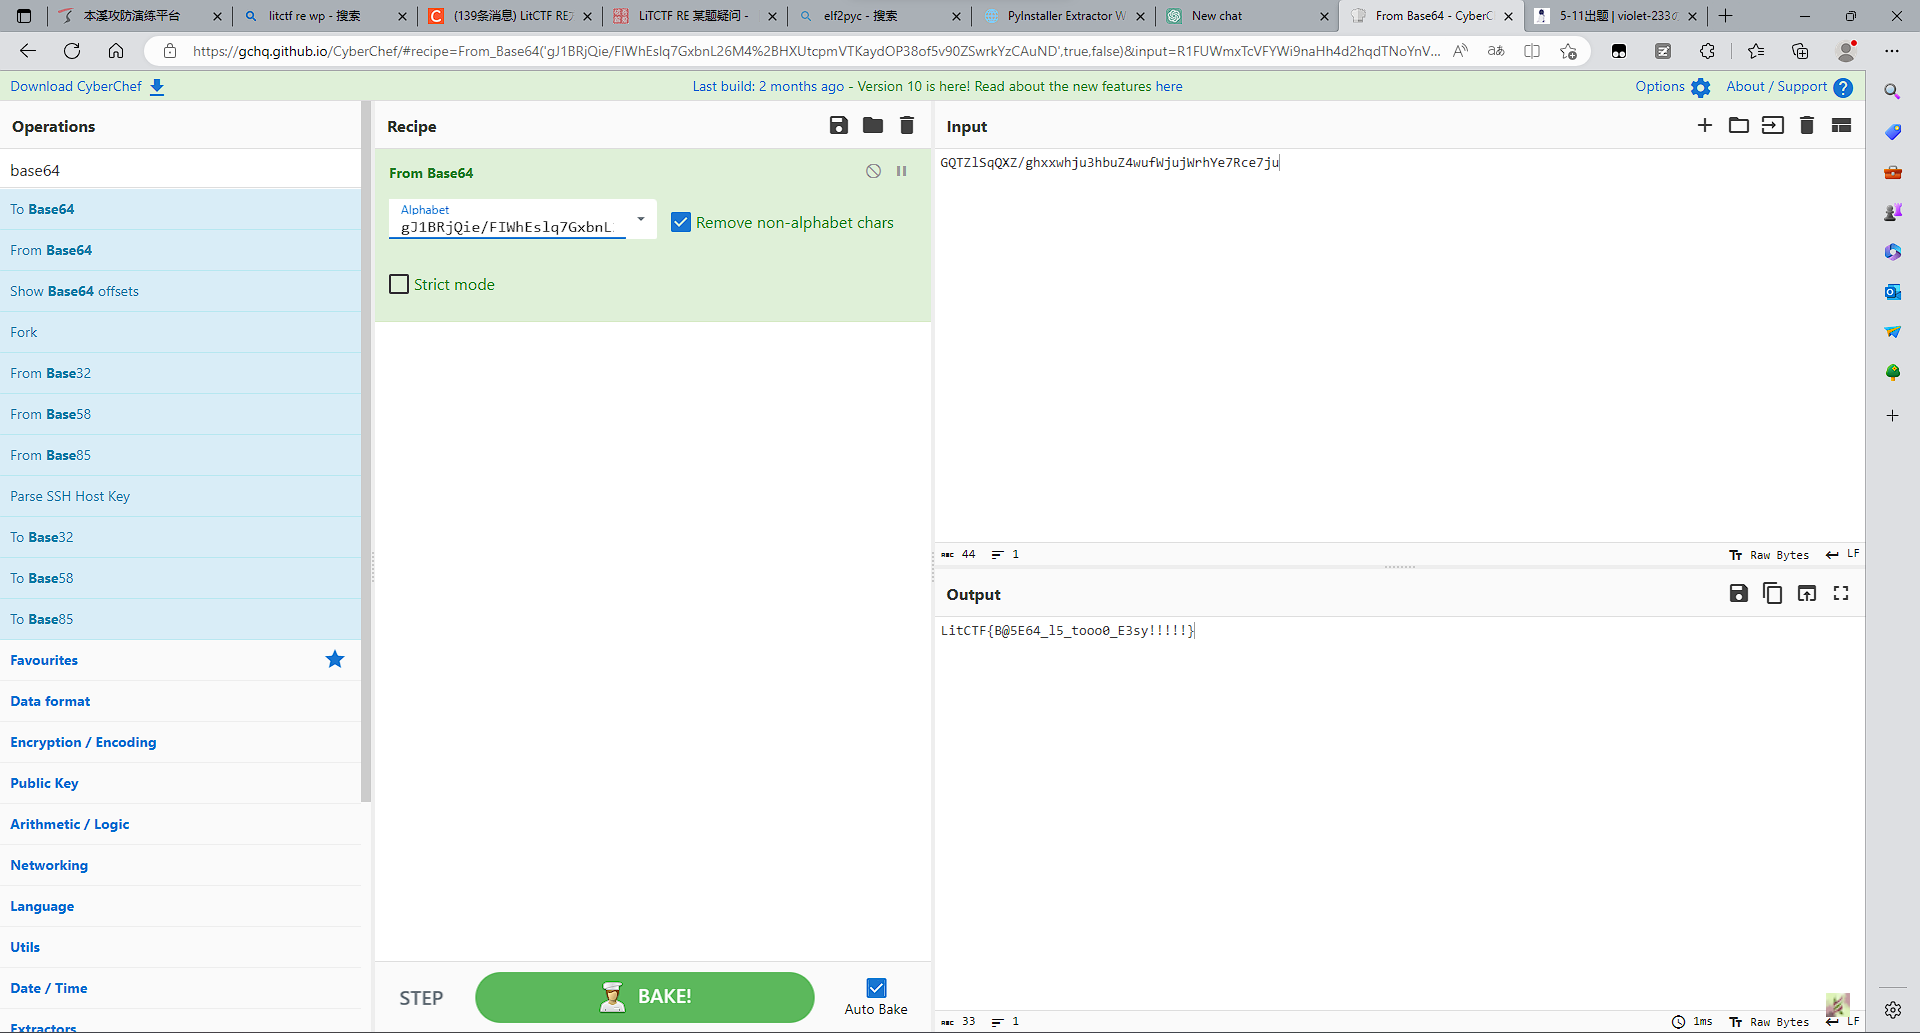 本溪攻防演练平台
litctf re wp - 搜索
(139条消息) LitCTF RE
LiTCTF RE 某题疑问 -
elf2pyc - 搜索
PyInstaller Extractor W
New chat
From Base64 - CyberC
5-11出题 | violet-233
https://gchq.github.io/CyberChef/#recipe=From_Base64('gJ1BRjQie/FIWhEslq7GxbnL26M4%2BHXUtcpmVTKaydOP38of5v90ZSwrkYzCAuND',true,false)&input=R1FUWmxTcVFYWi9naHh4d2hqdTNoYnV...
Download CyberChef
Last build: 2 months ago - Version 10 is here! Read about the new features here
Options
About / Support
Operations
Recipe
Input
base64
To Base64
From Base64
Show Base64 offsets
Fork
From Base32
From Base58
From Base85
Parse SSH Host Key
To Base32
To Base58
To Base85
Favourites
Data format
Encryption / Encoding
Public Key
Arithmetic / Logic
Networking
Language
Utils
Date / Time
Extractors
From Base64
Alphabet
gJ1BRjQie/FIWhEslq7GxbnL
Remove non-alphabet chars
Strict mode
STEP
BAKE!
Auto Bake
GQTZlSqQXZ/ghxxwhju3hbuZ4wufWjujWrhYe7Rce7ju
ABC 44 1
Raw Bytes LF
Output
LitCTF{B@5E64_l5_tooo0_E3sy!!!!!}
ABC 33 1
1ms Raw Bytes LF